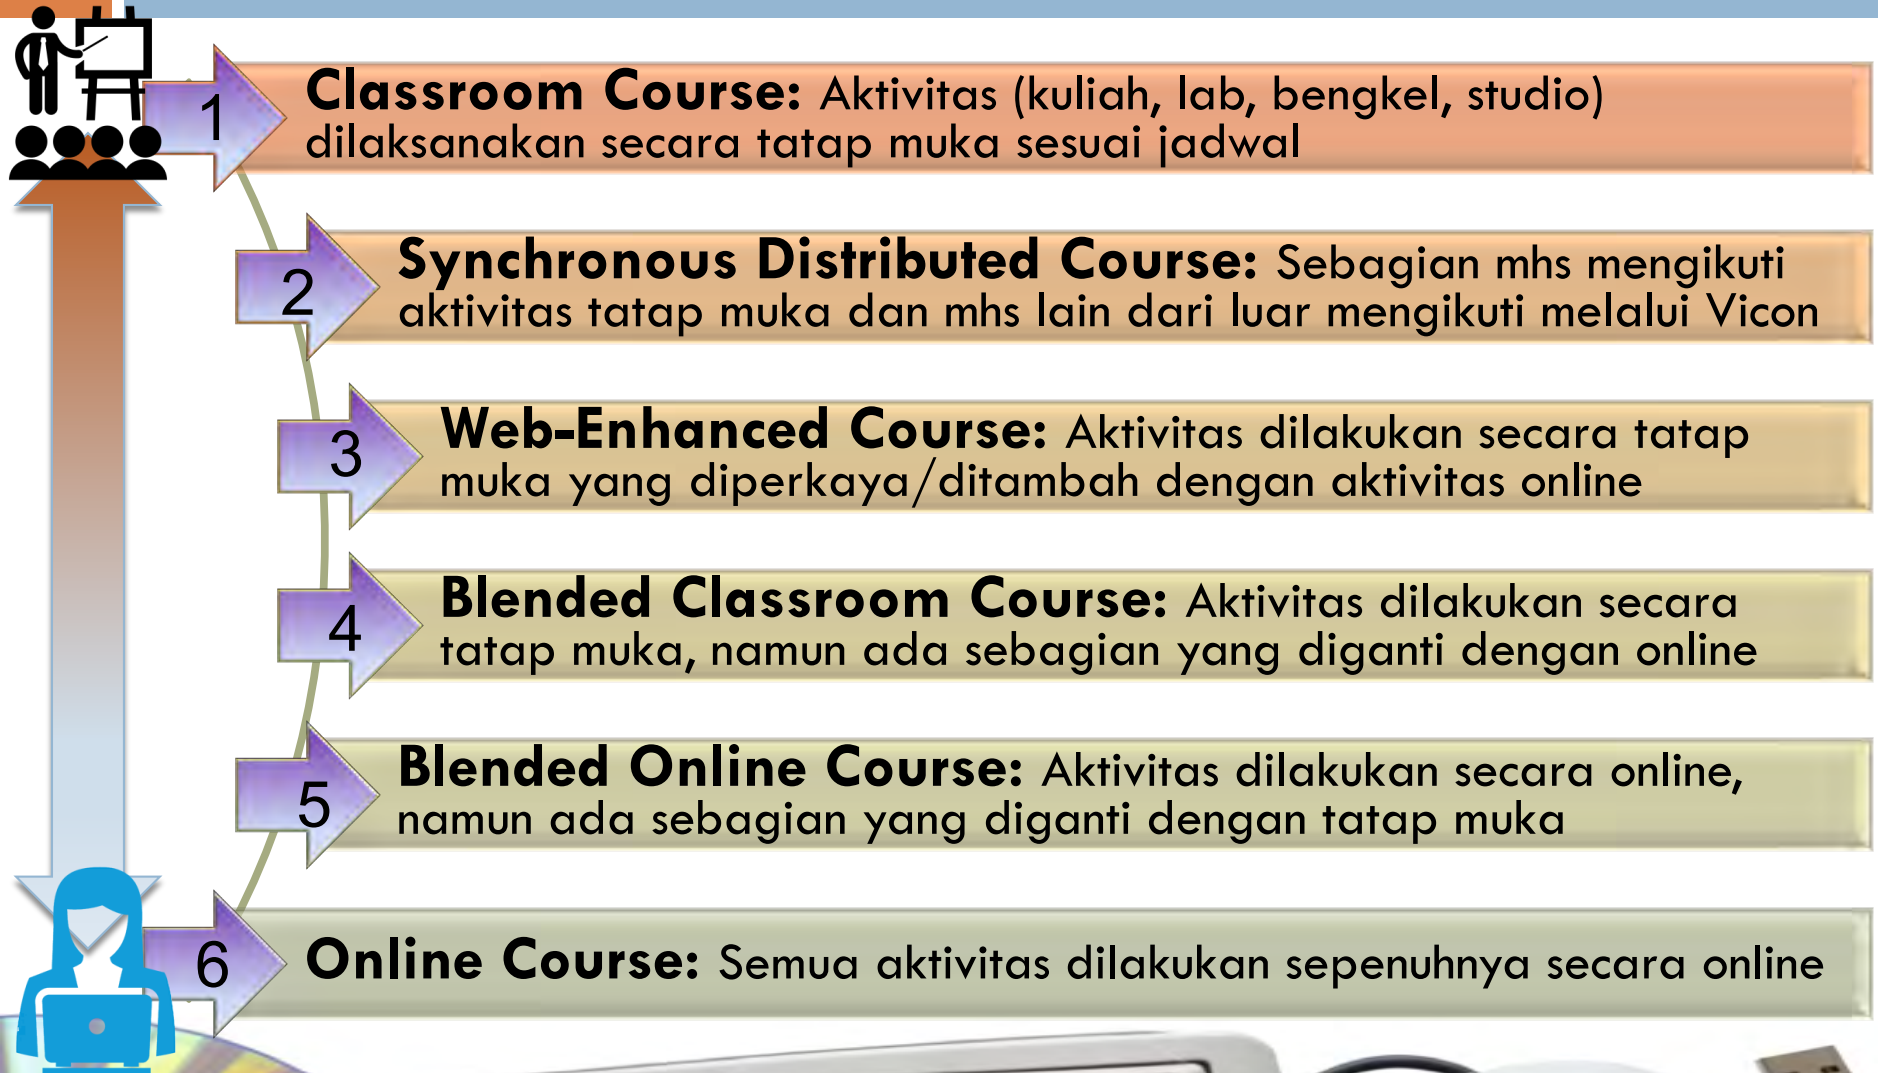 1
Classroom Course: Aktivitas (kuliah, lab, bengkel, studio)
dilaksanakan secara tatap muka sesuai jadwal
2
Synchronous Distributed Course: Sebagian mhs mengikuti
aktivitas tatap muka dan mhs lain dari luar mengikuti melalui Vicon
3
Web-Enhanced Course: Aktivitas dilakukan secara tatap
muka yang diperkaya/ditambah dengan aktivitas online
4
Blended Classroom Course: Aktivitas dilakukan secara
tatap muka, namun ada sebagian yang diganti dengan online
5
Blended Online Course: Aktivitas dilakukan secara online,
namun ada sebagian yang diganti dengan tatap muka
6
Online Course: Semua aktivitas dilakukan sepenuhnya secara online